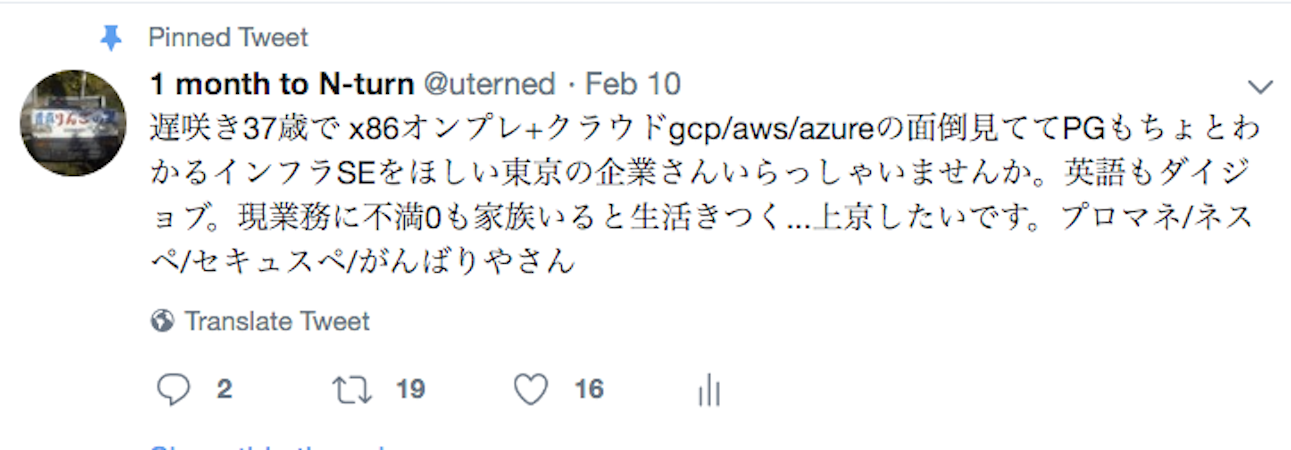 Pinned Tweet
1 month to N-turn @uterned · Feb 10
遅咲き37歳で x86オンプレ+クラウドgcp/aws/azureの面倒見ててPGもちょとわ
かるインフラSEをほしい東京の企業さんいらっしゃいませんか。英語もダイジ
ョブ。現業務に不満0も家族いると生活きつく...上京したいです。プロマネ/ネス
ペ/セキュスペ/がんばりやさん
Translate Tweet
2 19 16